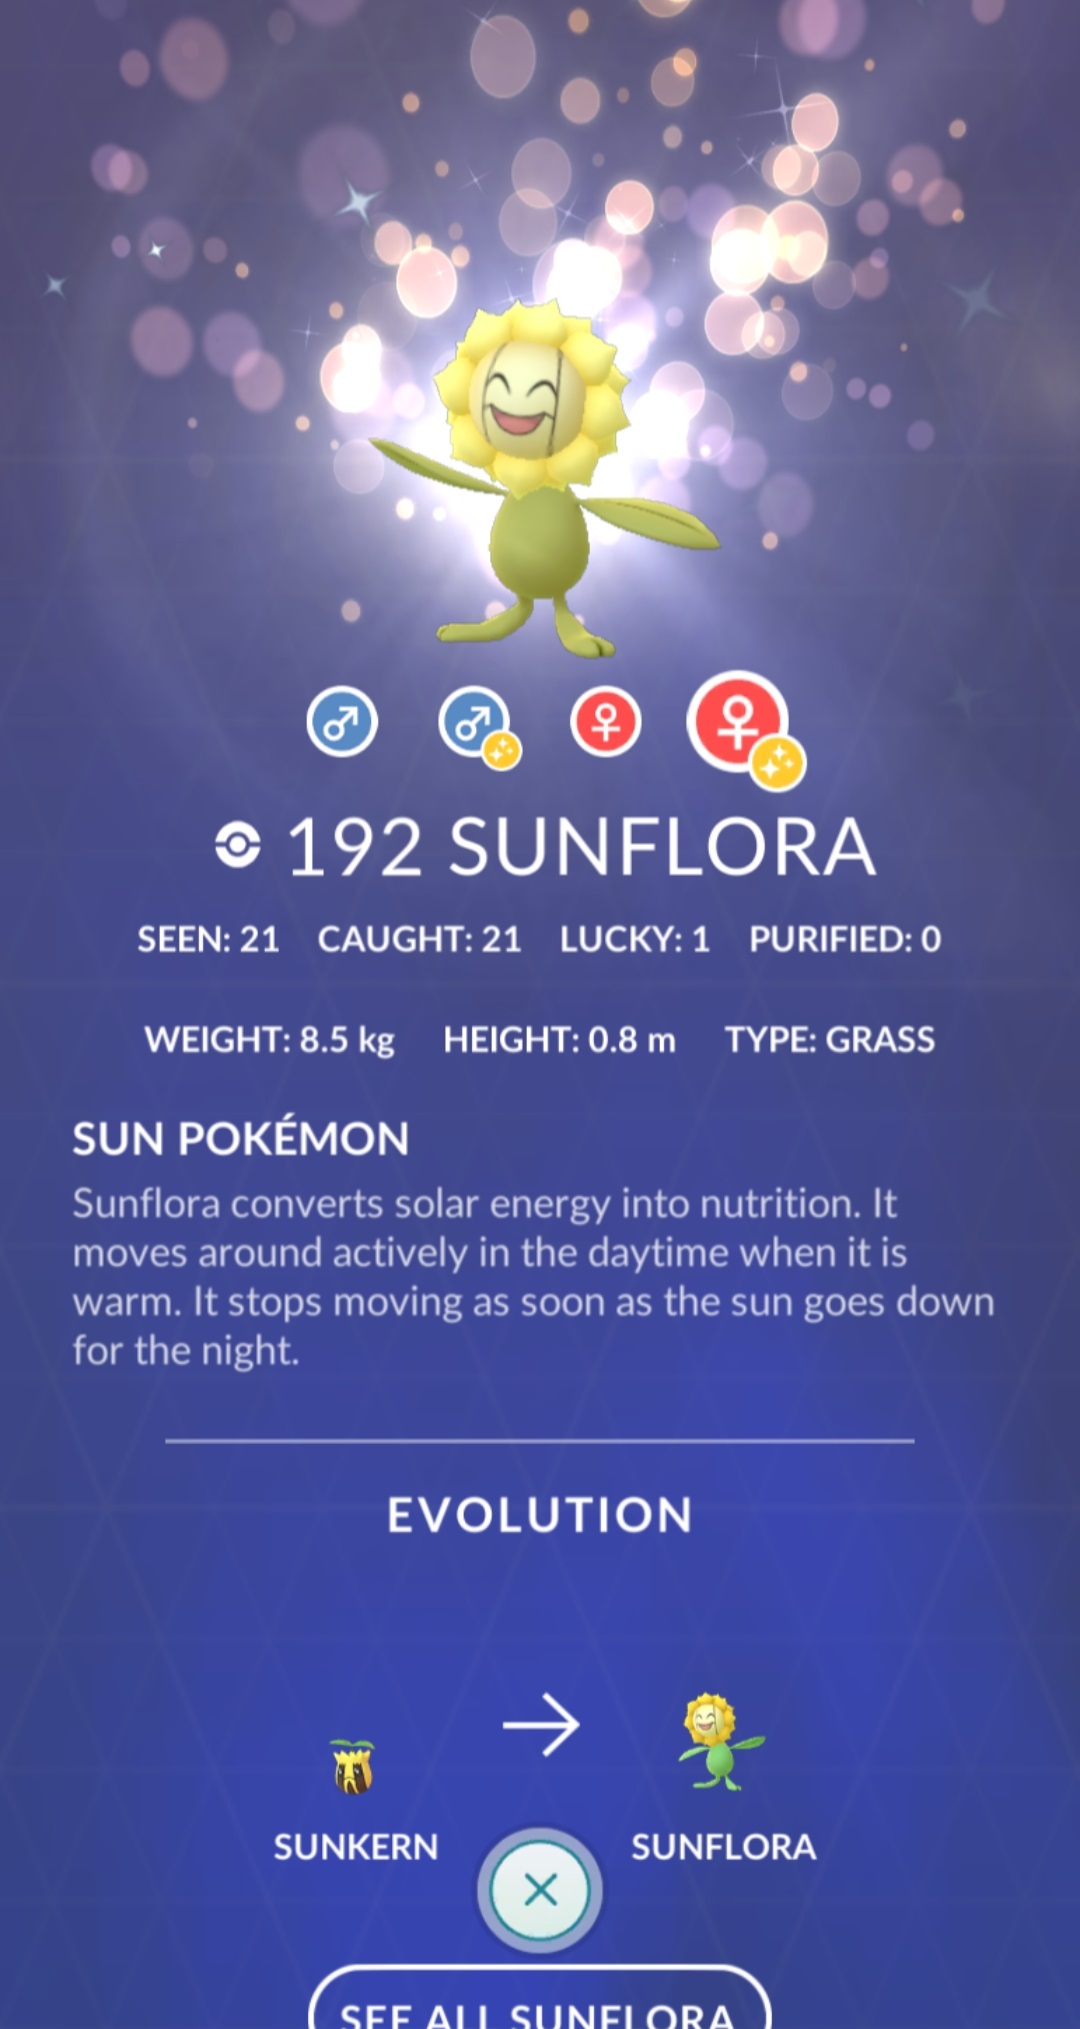 192 SUNFLORA
SEEN: 21 CAUGHT: 21 LUCKY: 1 PURIFIED: 0
WEIGHT: 8.5 kg HEIGHT: 0.8 m TYPE: GRASS
SUN POKÉMON
Sunflora converts solar energy into nutrition. It
moves around actively in the daytime when it is
warm. It stops moving as soon as the sun goes down
for the night.
EVOLUTION
SUNKERN SUNFLORA
SEE ALL SUNFLORA